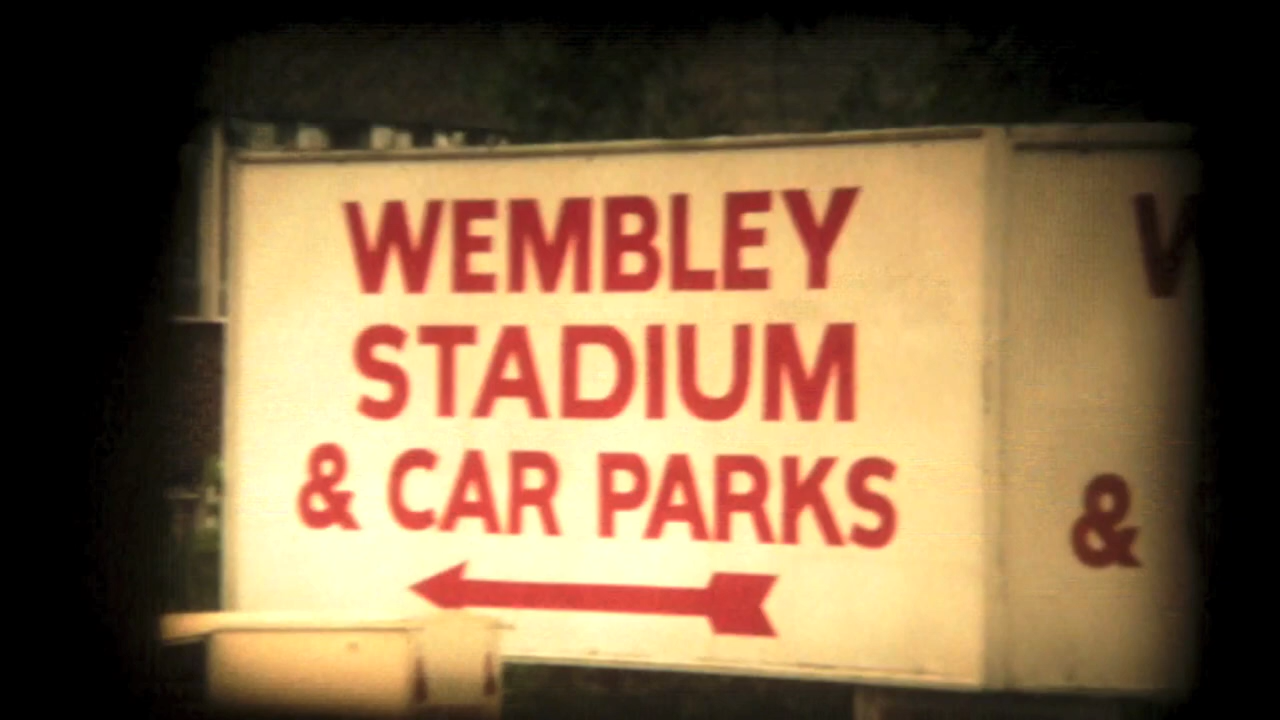 WEMBLEY
STADIUM
& CAR PARKS
W
&